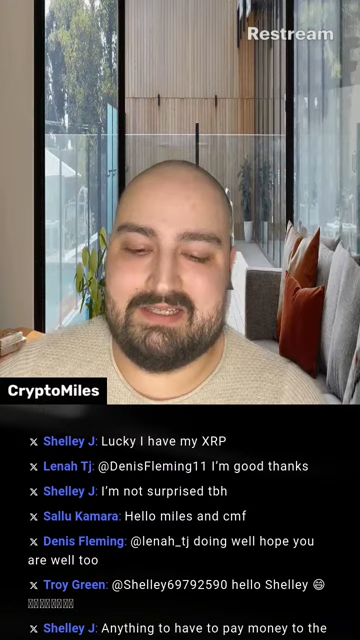 Restream
CryptoMiles
Shelley J: Lucky I have my XRP
Lenah Tj: @DenisFleming11 I’m good thanks
Shelley J: I’m not surprised tbh
Sallu Kamara: Hello miles and cmf
Denis Fleming: @lenah_tj doing well hope you
are well too
Troy Green: @Shelley69792590 hello Shelley 😄
Shelley J: Anything to have to pay money to the